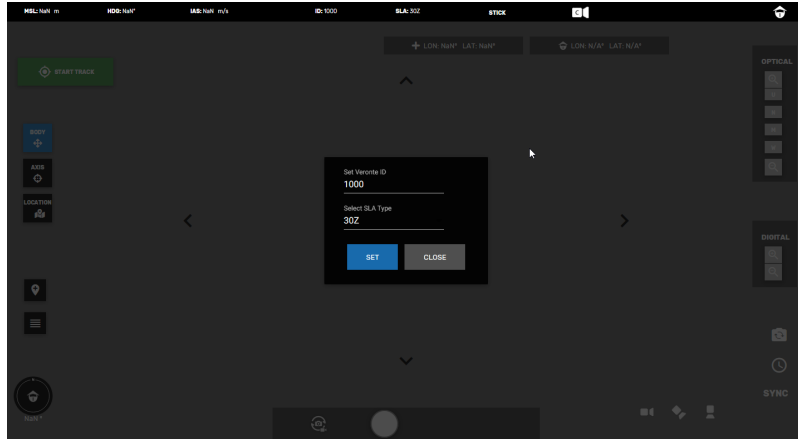 MSL: NaN m HDG: NaN° IAS: NaN m/s ID: 1000 SLA: 30Z STICK
LON: NaN° LAT: NaN° LON: N/A° LAT: N/A°
START TRACK
OPTICAL
BODY
AXIS
LOCATION
Set Veronte ID
1000
Select SLA Type
30Z
SET CLOSE
DIGITAL
SYNC
NaN°